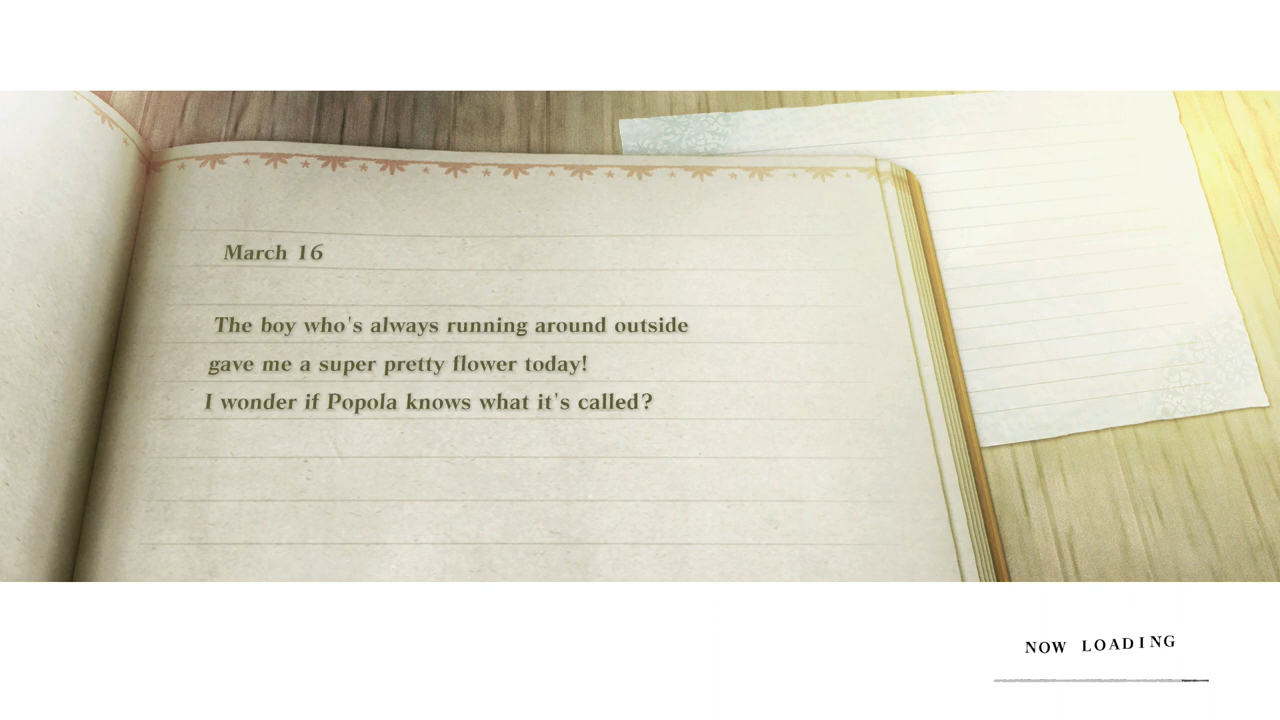 March 16
The boy who's always running around outside
gave me a super pretty flower today!
I wonder if Popola knows what it's called?
NOW LOADING